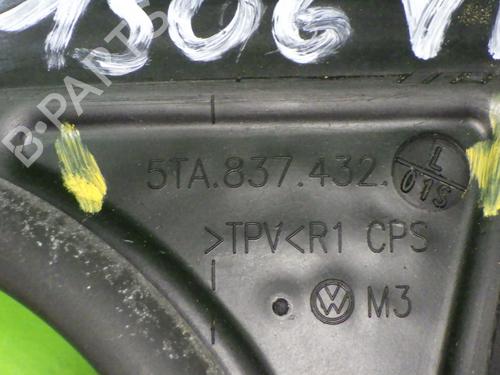 B-PARTS
5TA.837.432.
L
01S
>TPV<R1 CPS
M3